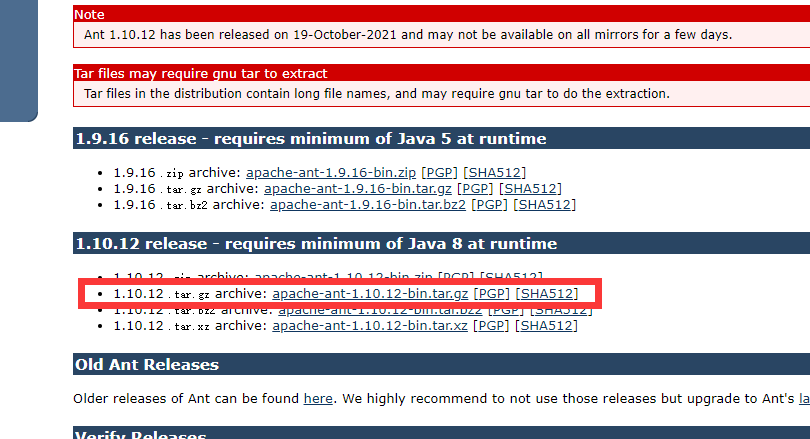 Note
Ant 1.10.12 has been released on 19-October-2021 and may not be available on all mirrors for a few days.
Tar files may require gnu tar to extract
Tar files in the distribution contain long file names, and may require gnu tar to do the extraction.
1.9.16 release - requires minimum of Java 5 at runtime
• 1.9.16 .zip archive: apache-ant-1.9.16-bin.zip [PGP] [SHA512]
• 1.9.16 .tar.gz archive: apache-ant-1.9.16-bin.tar.gz [PGP] [SHA512]
• 1.9.16 .tar.bz2 archive: apache-ant-1.9.16-bin.tar.bz2 [PGP] [SHA512]
1.10.12 release - requires minimum of Java 8 at runtime
• 1.10.12 .zip archive: apache-ant-1.10.12-bin.zip [PGP] [SHA512]
• 1.10.12 .tar.gz archive: apache-ant-1.10.12-bin.tar.gz [PGP] [SHA512]
• 1.10.12 .tar.bz2 archive: apache-ant-1.10.12-bin.tar.bz2 [PGP] [SHA512]
• 1.10.12 .tar.xz archive: apache-ant-1.10.12-bin.tar.xz [PGP] [SHA512]
Old Ant Releases
Older releases of Ant can be found here. We highly recommend to not use those releases but upgrade to Ant's la
Verify Releases